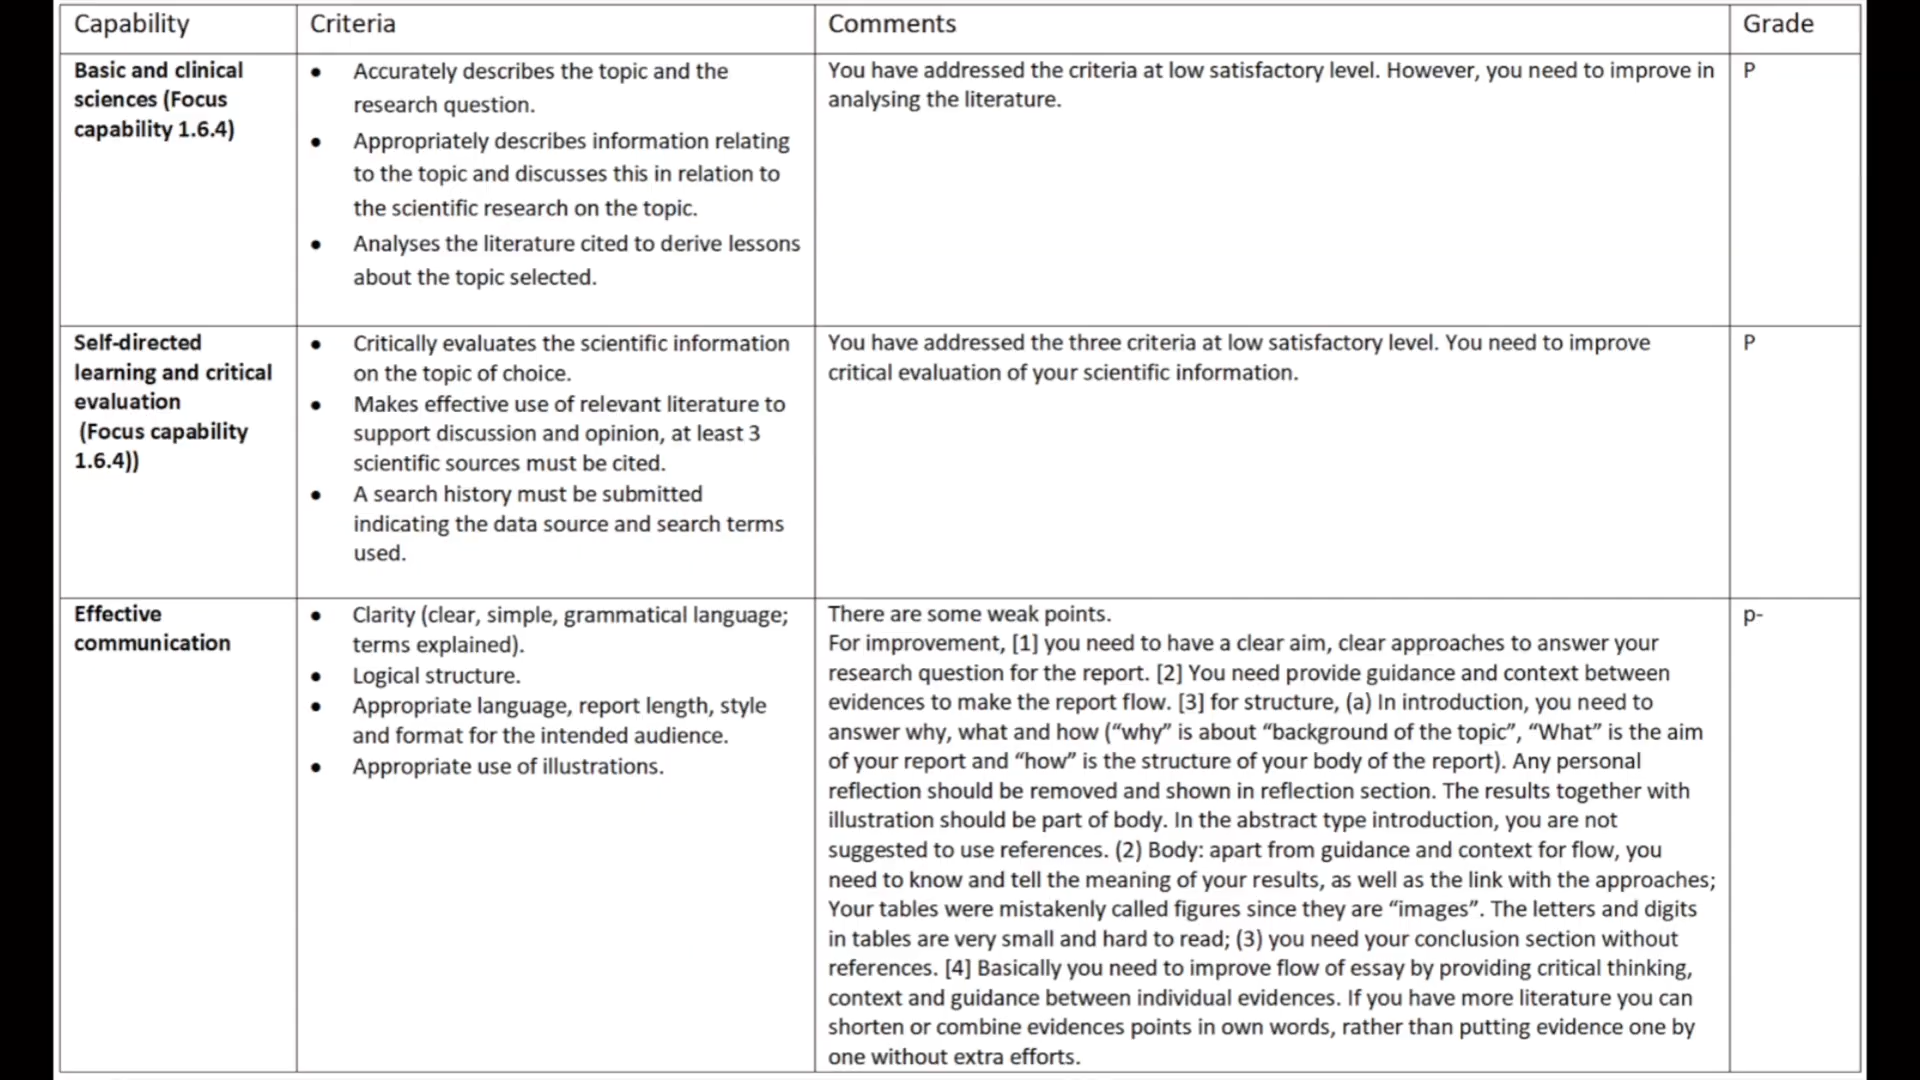 Capability
Criteria
Comments
Grade
Basic and clinical
sciences (Focus
capability 1.6.4)
• Accurately describes the topic and the
research question.
• Appropriately describes information relating
to the topic and discusses this in relation to
the scientific research on the topic.
• Analyses the literature cited to derive lessons
about the topic selected.
You have addressed the criteria at low satisfactory level. However, you need to improve in
analysing the literature.
P
Self-directed
learning and critical
evaluation
(Focus capability
1.6.4))
• Critically evaluates the scientific information
on the topic of choice.
• Makes effective use of relevant literature to
support discussion and opinion, at least 3
scientific sources must be cited.
• A search history must be submitted
indicating the data source and search terms
used.
You have addressed the three criteria at low satisfactory level. You need to improve
critical evaluation of your scientific information.
P
Effective
communication
• Clarity (clear, simple, grammatical language;
terms explained).
• Logical structure.
• Appropriate language, report length, style
and format for the intended audience.
• Appropriate use of illustrations.
There are some weak points.
For improvement, [1] you need to have a clear aim, clear approaches to answer your
research question for the report. [2] You need provide guidance and context between
evidences to make the report flow. [3] for structure, (a) In introduction, you need to
answer why, what and how (“why” is about “background of the topic”, “What” is the aim
of your report and “how” is the structure of your body of the report). Any personal
reflection should be removed and shown in reflection section. The results together with
illustration should be part of body. In the abstract type introduction, you are not
suggested to use references. (2) Body: apart from guidance and context for flow, you
need to know and tell the meaning of your results, as well as the link with the approaches;
Your tables were mistakenly called figures since they are “images”. The letters and digits
in tables are very small and hard to read; (3) you need your conclusion section without
references. [4] Basically you need to improve flow of essay by providing critical thinking,
context and guidance between individual evidences. If you have more literature you can
shorten or combine evidences points in own words, rather than putting evidence one by
one without extra efforts.
p-